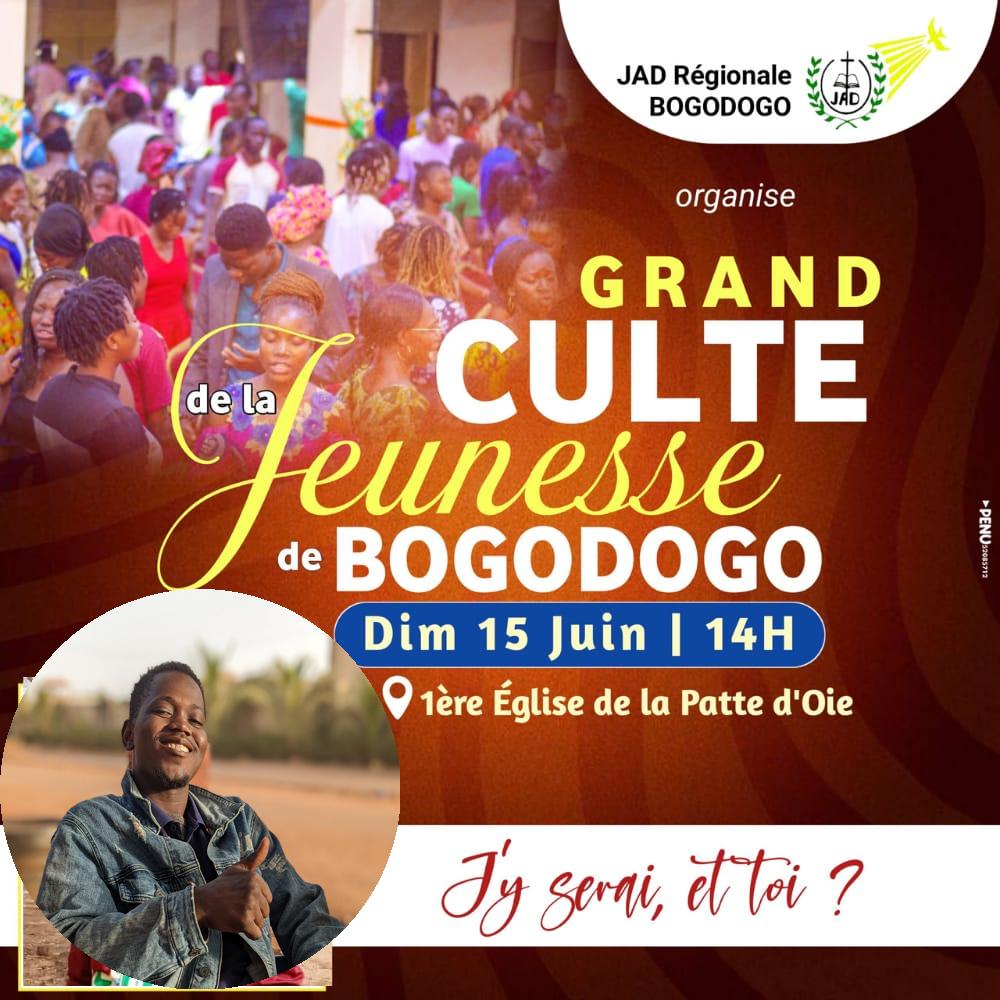 JAD Régionale
BOGODOGO
JAD
organise
GRAND
CULTE
de la
Jeunesse
de BOGODOGO
Dim 15 Juin | 14H
1ère Église de la Patte d'Oie
PENU
J'y serai, et toi ?